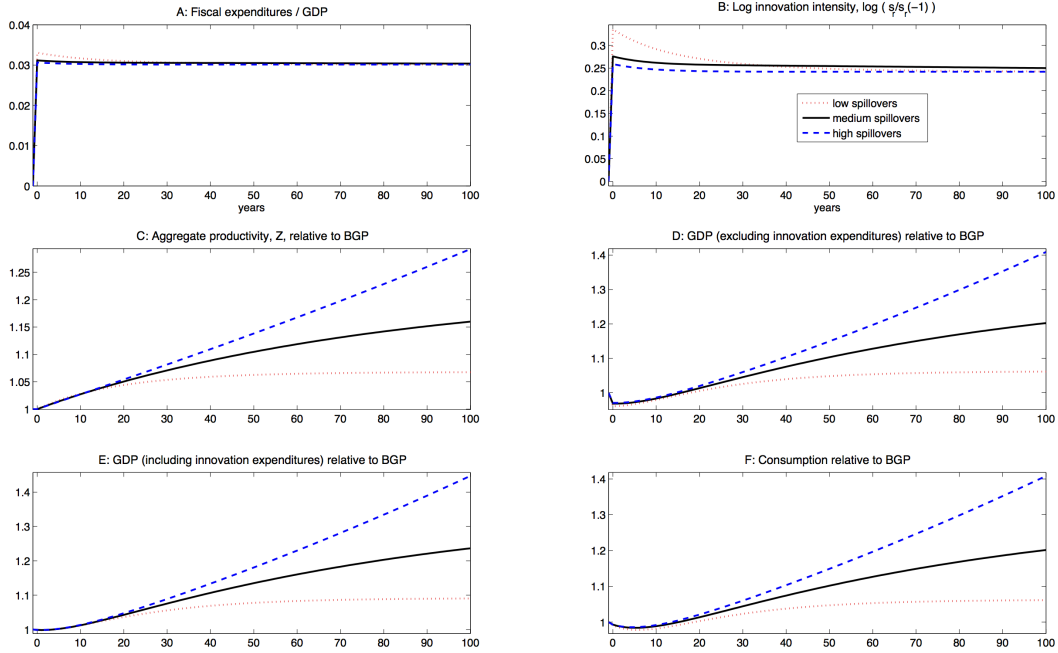 A: Fiscal expenditures / GDP
0.04
0.03
0.02
0.01
0
0 10 20 30 40 50 60 70 80 90 100
years
B: Log innovation intensity, log ( s_r/s_r(-1) )
0.3
0.25
0.2
0.15
0.1
0.05
0
low spillovers
medium spillovers
high spillovers
0 10 20 30 40 50 60 70 80 90 100
years
C: Aggregate productivity, Z, relative to BGP
1.25
1.2
1.15
1.1
1.05
1
0 10 20 30 40 50 60 70 80 90 100
D: GDP (excluding innovation expenditures) relative to BGP
1.4
1.3
1.2
1.1
1
0 10 20 30 40 50 60 70 80 90 100
E: GDP (including innovation expenditures) relative to BGP
1.4
1.3
1.2
1.1
1
0 10 20 30 40 50 60 70 80 90 100
F: Consumption relative to BGP
1.4
1.3
1.2
1.1
1
0 10 20 30 40 50 60 70 80 90 100